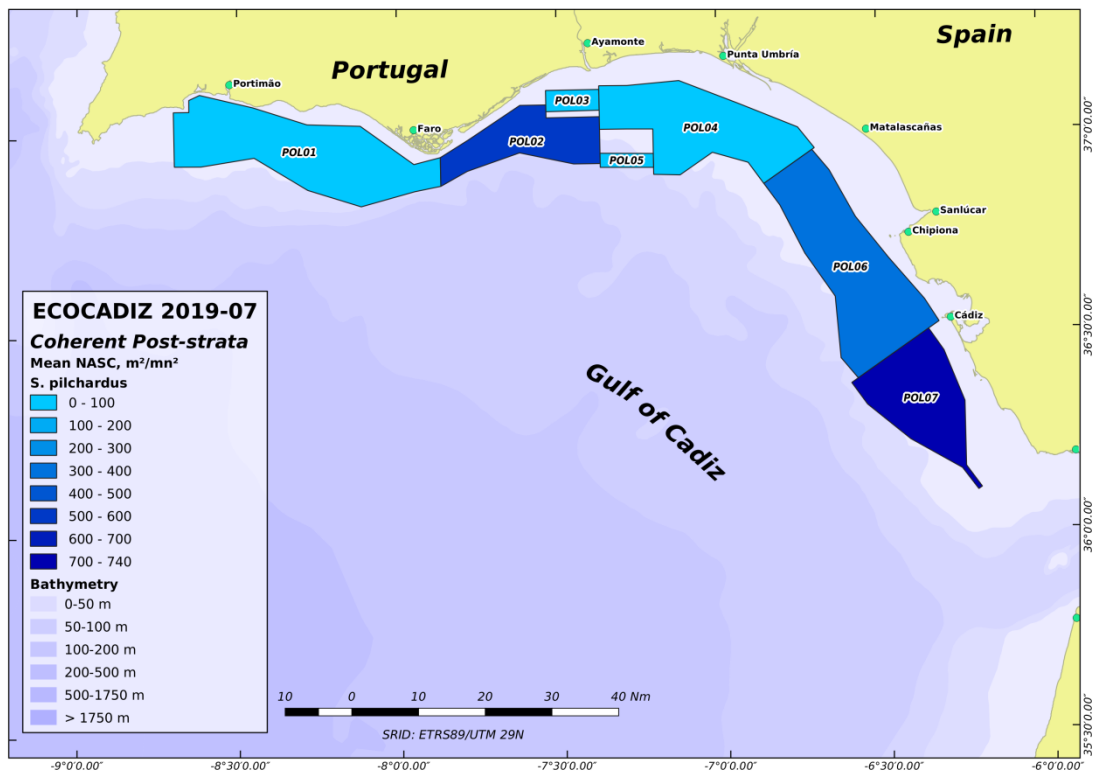 Spain
Portugal
Ayamonte
Punta Umbría
Portimão
Faro
Matalascañas
Sanlúcar
Chipiona
Cádiz
POL01
POL02
POL03
POL04
POL05
POL06
POL07
Gulf of Cadiz
ECOCADIZ 2019-07
Coherent Post-strata
Mean NASC, m²/mn²
S. pilchardus
0 - 100
100 - 200
200 - 300
300 - 400
400 - 500
500 - 600
600 - 700
700 - 740
Bathymetry
0-50 m
50-100 m
100-200 m
200-500 m
500-1750 m
> 1750 m
10 0 10 20 30 40 Nm
SRID: ETRS89/UTM 29N
37°0'0.00"
36°30'0.00"
36°0'0.00"
35°30'0.00"
-9°0'0.00" -8°30'0.00" -8°0'0.00" -7°30'0.00" -7°0'0.00" -6°30'0.00" -6°0'0.00"